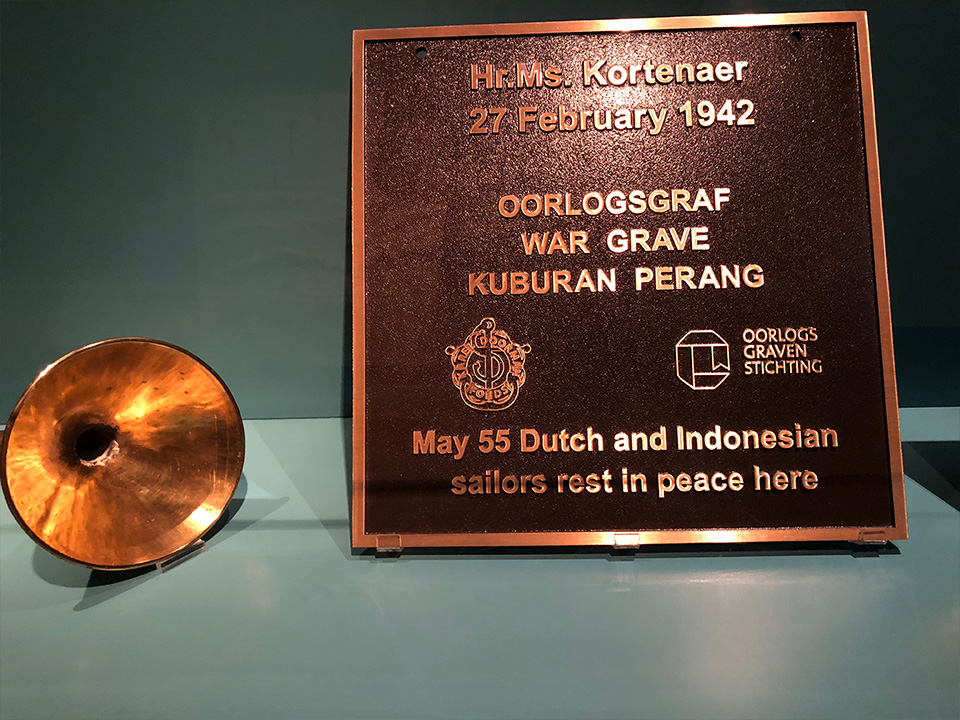 Hr.Ms. Kortenaer
27 February 1942
OORLOGSGRAF
WAR GRAVE
KUBURAN PERANG
OORLOGS
GRAVEN
STICHTING
May 55 Dutch and Indonesian
sailors rest in peace here